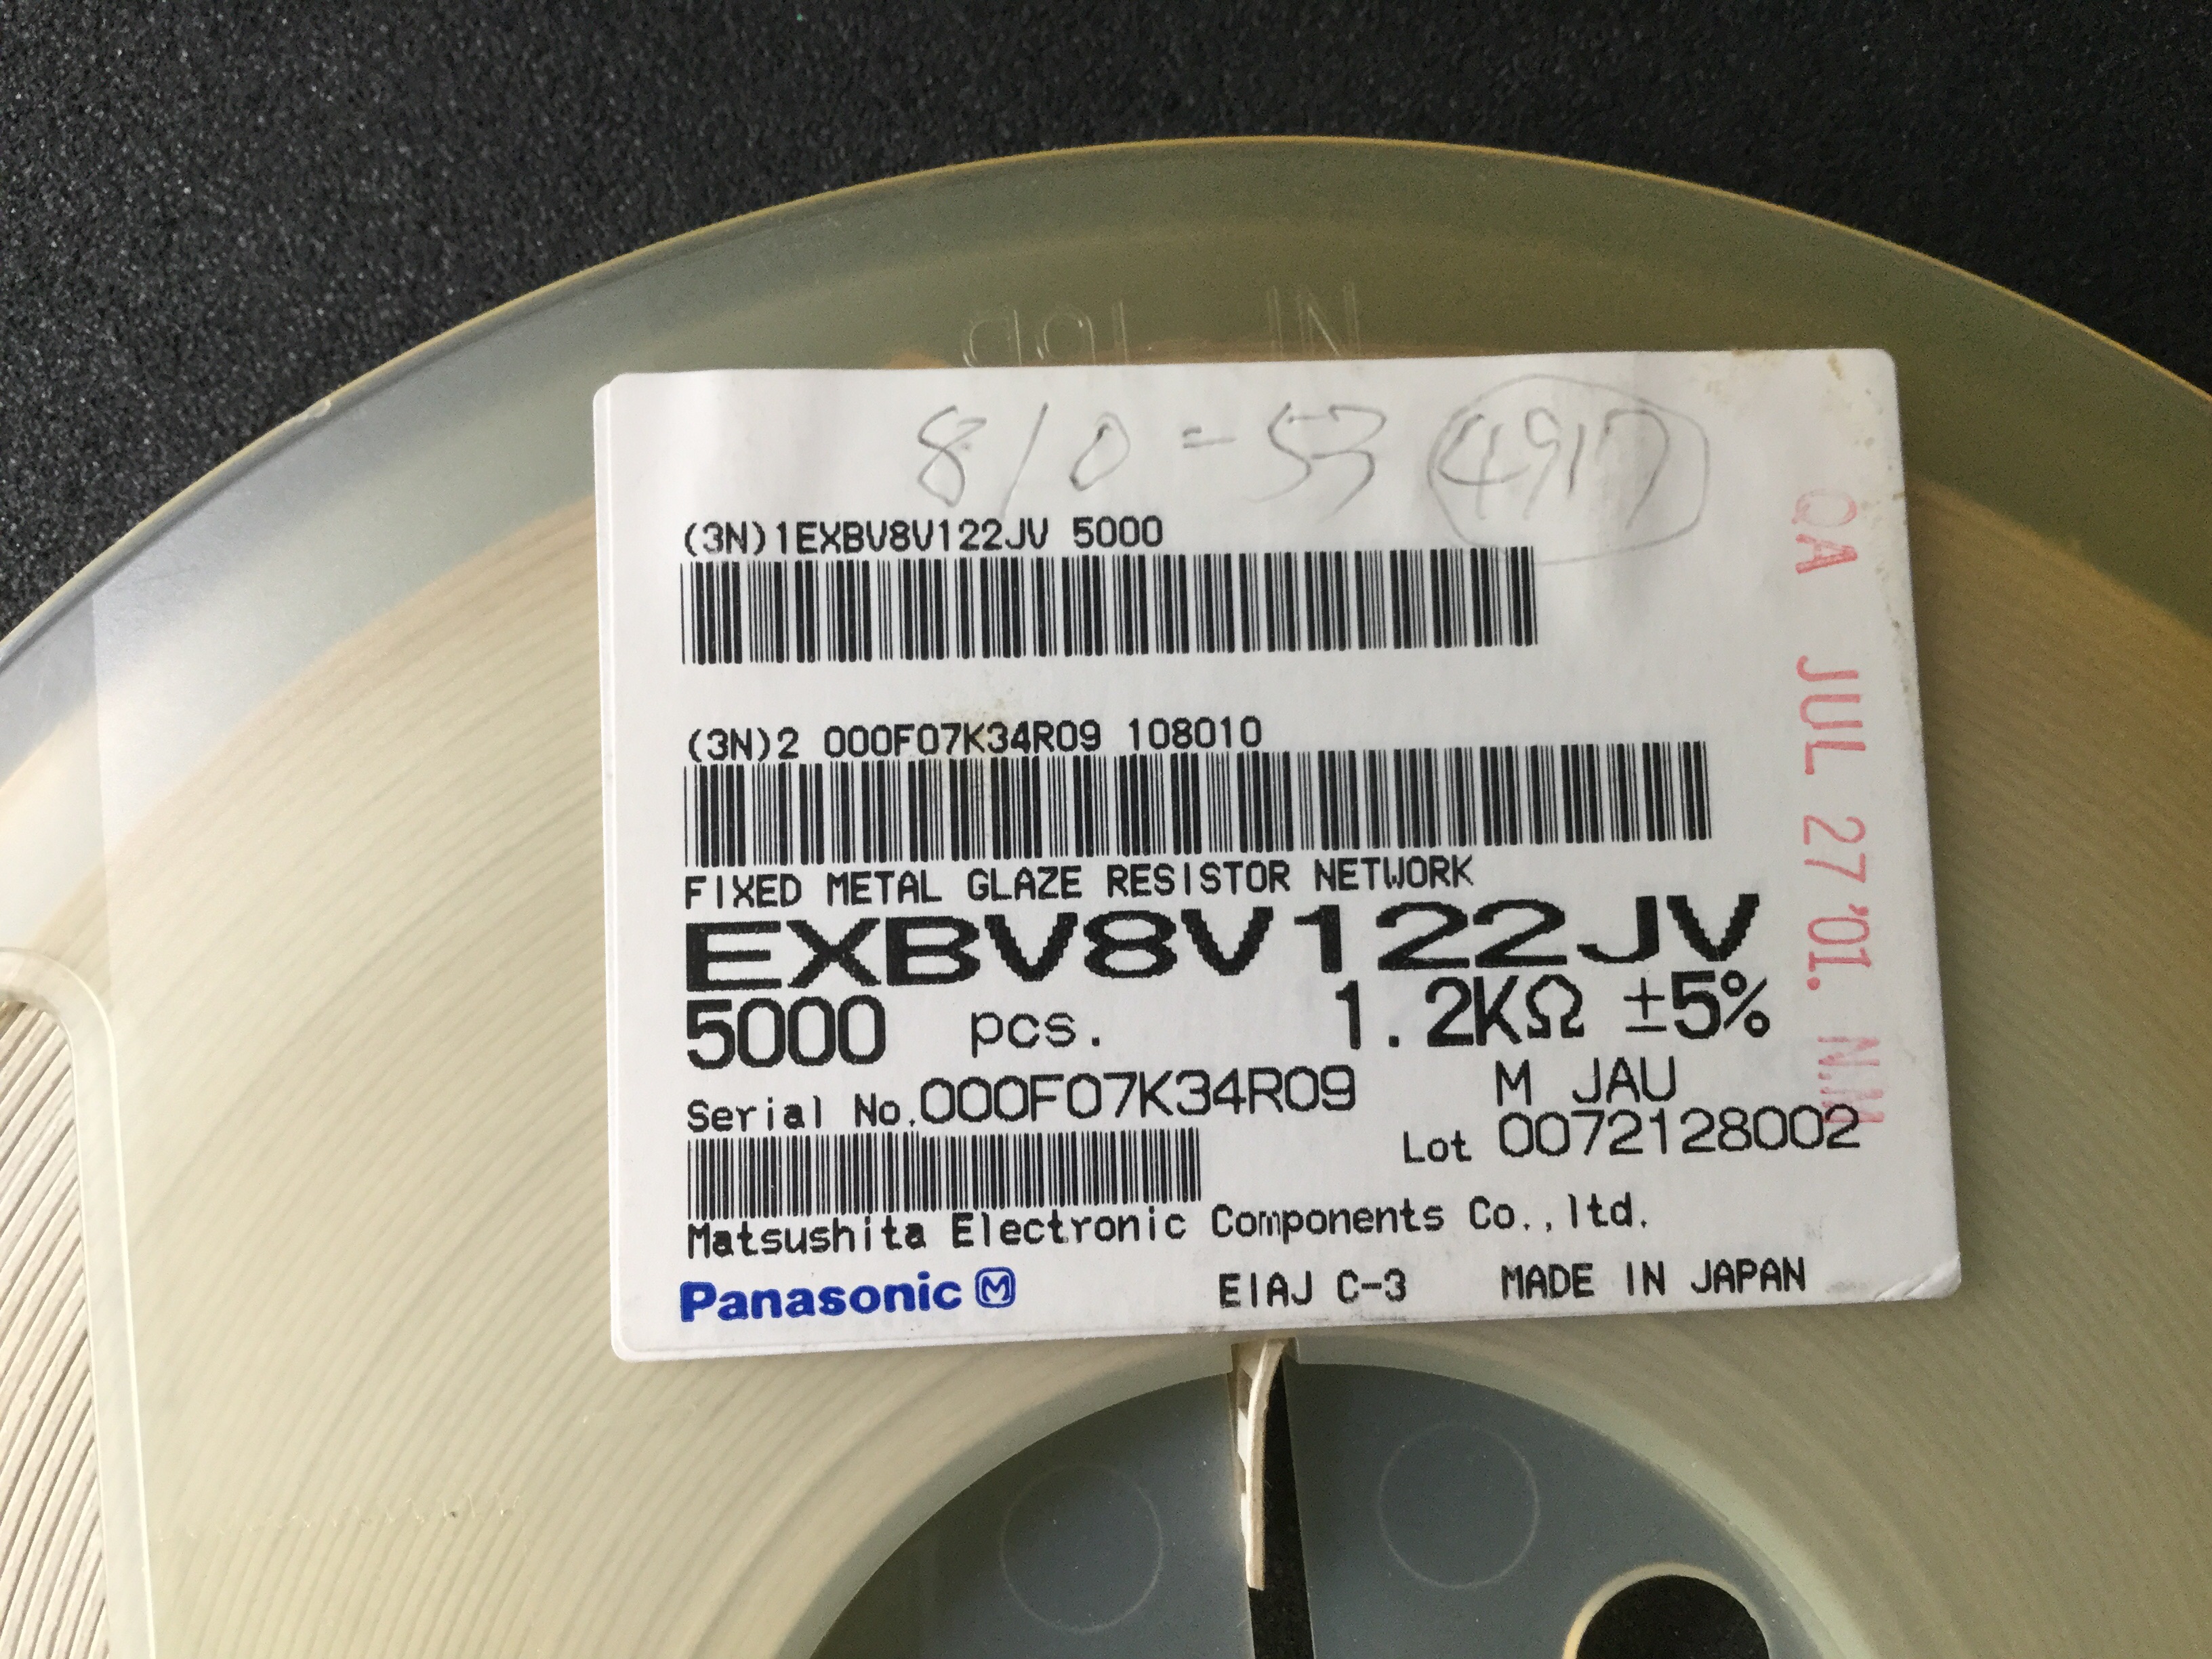 810-53 4917
(3N)1EXBV8V122JV 5000
(3N)2 000F07K34R09 108010
FIXED METAL GLAZE RESISTOR NETWORK
EXBV8V122JV
5000 pcs. 1.2KΩ ±5%
Serial No.000F07K34R09 M JAU
Lot 0072128002
Matsushita Electronic Components Co.,ltd.
Panasonic M EIAJ C-3 MADE IN JAPAN
QA JUL 27 '01. N.M